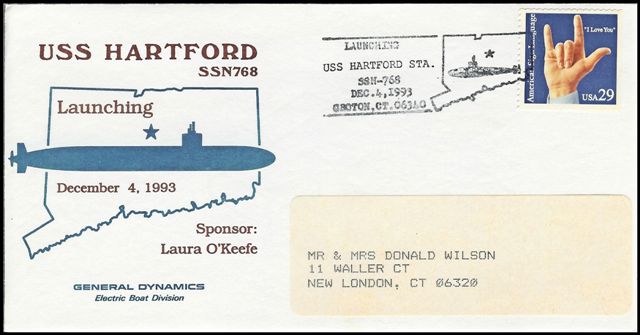 USS HARTFORD
SSN768
Launching
December 4, 1993
Sponsor:
Laura O'Keefe
GENERAL DYNAMICS
Electric Boat Division
LAUNCHING
USS HARTFORD STA.
SSN-768
DEC.4,1993
GROTON,CT.06340
"I Love You"
USA 29
MR & MRS DONALD WILSON
11 WALLER CT
NEW LONDON, CT 06320